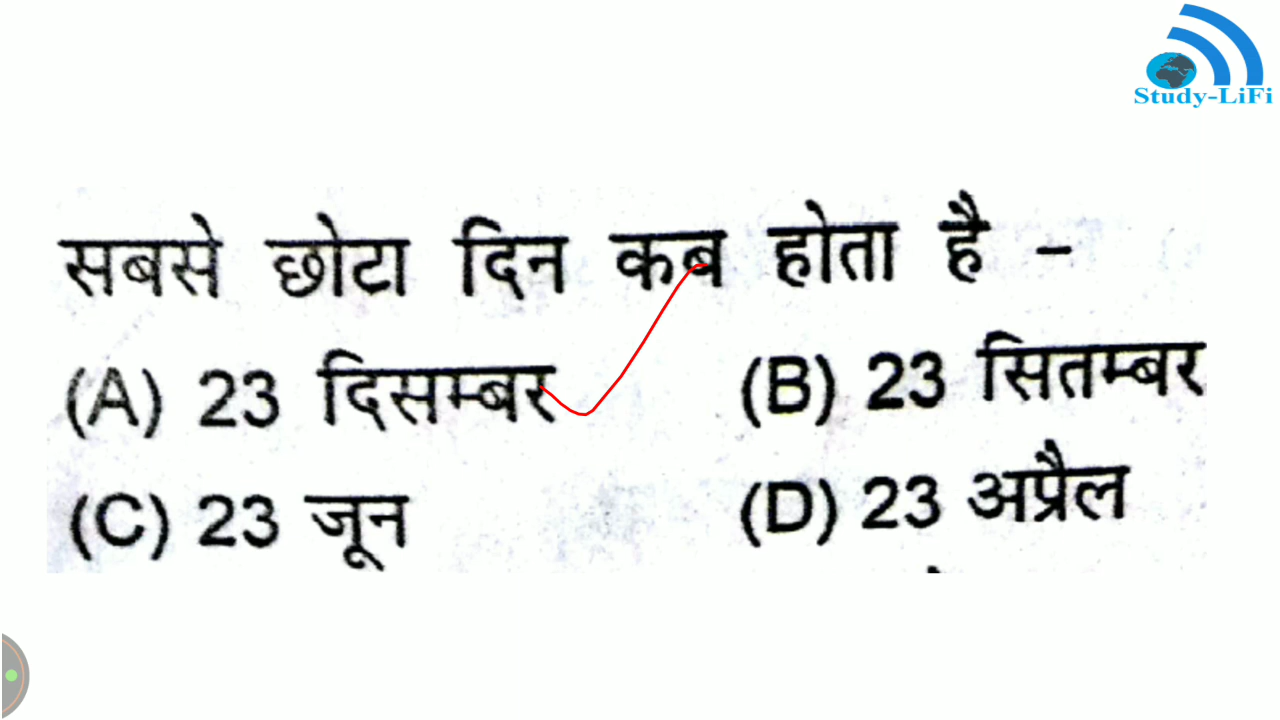 Study-LiFi
सबसे छोटा दिन कब होता है -
(A) 23 दिसम्बर (B) 23 सितम्बर
(C) 23 जून (D) 23 अप्रैल